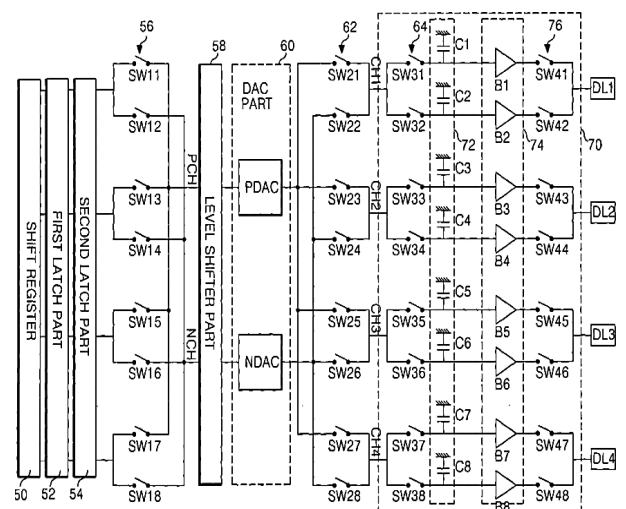 56
58
60
62
64
72
74
76
70
SW11
SW12
SW13
SW14
SW15
SW16
SW17
SW18
SHIFT REGISTER
FIRST LATCH PART
SECOND LATCH PART
50
52
54
PCH
NCH
LEVEL SHIFTER PART
DAC
PART
PDAC
NDAC
SW21
SW22
SW23
SW24
SW25
SW26
SW27
SW28
CH1
CH2
CH3
CH4
SW31
SW32
SW33
SW34
SW35
SW36
SW37
SW38
C1
C2
C3
C4
C5
C6
C7
C8
B1
B2
B3
B4
B5
B6
B7
B8
SW41
SW42
SW43
SW44
SW45
SW46
SW47
SW48
DL1
DL2
DL3
DL4